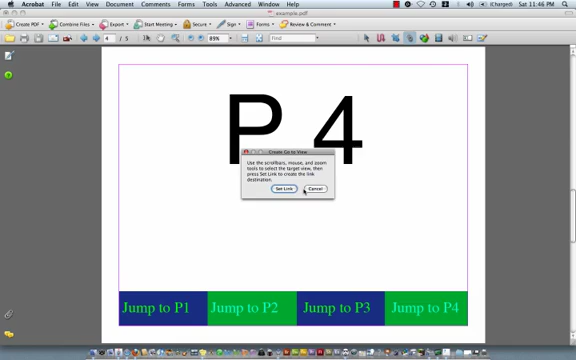 Acrobat File Edit View Document Comments Forms Tools Advanced Window Help (Charged) Sat 11:46 PM
example.pdf
Create PDF Combine Files Export Start Meeting Secure Sign Forms Review & Comment
4 / 5 89% Find
P 4
Create Go to View
Use the scrollbars, mouse, and zoom
tools to select the target view, then
press Set Link to create the link
destination.
Set Link Cancel
Jump to P1 Jump to P2 Jump to P3 Jump to P4